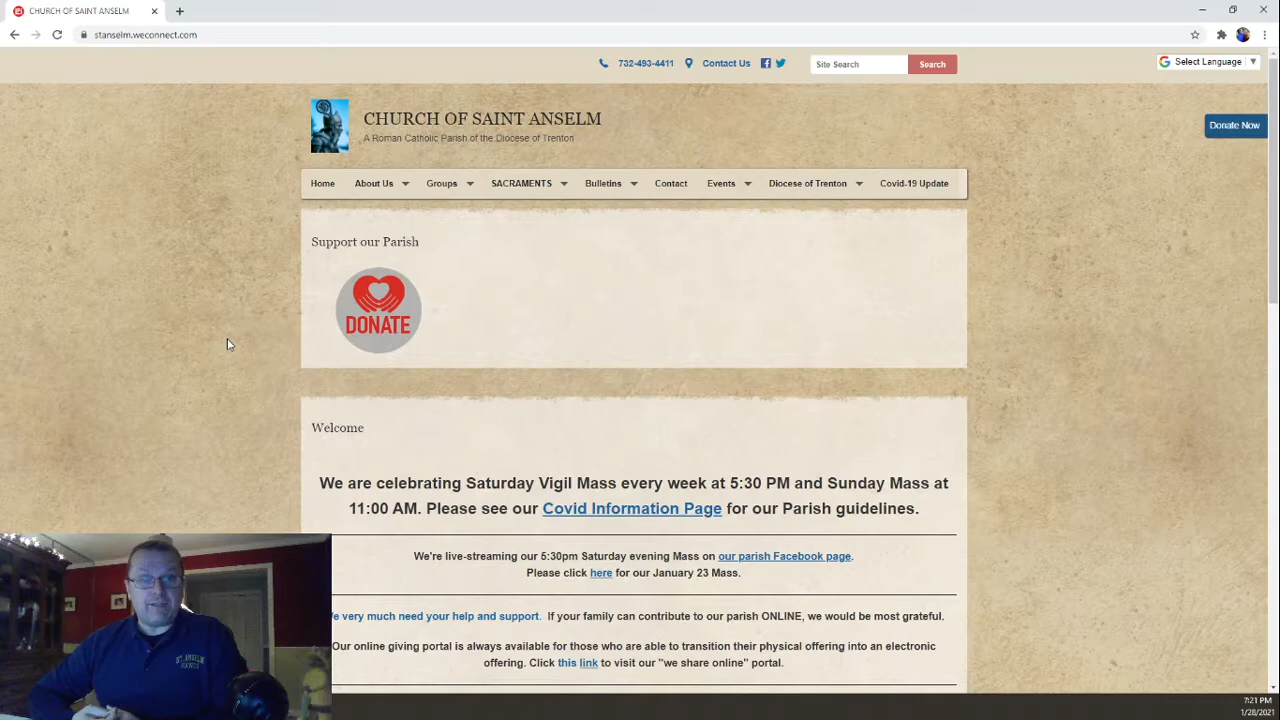 CHURCH OF SAINT ANSELM
stanselm.weconnect.com
732-493-4411 Contact Us Site Search Search Select Language ▼
CHURCH OF SAINT ANSELM
A Roman Catholic Parish of the Diocese of Trenton
Donate Now
Home About Us Groups SACRAMENTS Bulletins Contact Events Diocese of Trenton Covid-19 Update
Support our Parish
DONATE
Welcome
We are celebrating Saturday Vigil Mass every week at 5:30 PM and Sunday Mass at
11:00 AM. Please see our Covid Information Page for our Parish guidelines.
We're live-streaming our 5:30pm Saturday evening Mass on our parish Facebook page.
Please click here for our January 23 Mass.
very much need your help and support. If your family can contribute to our parish ONLINE, we would be most grateful.
Our online giving portal is always available for those who are able to transition their physical offering into an electronic
offering. Click this link to visit our "we share online" portal.
ST. ANSELM
7:21 PM
1/28/2021